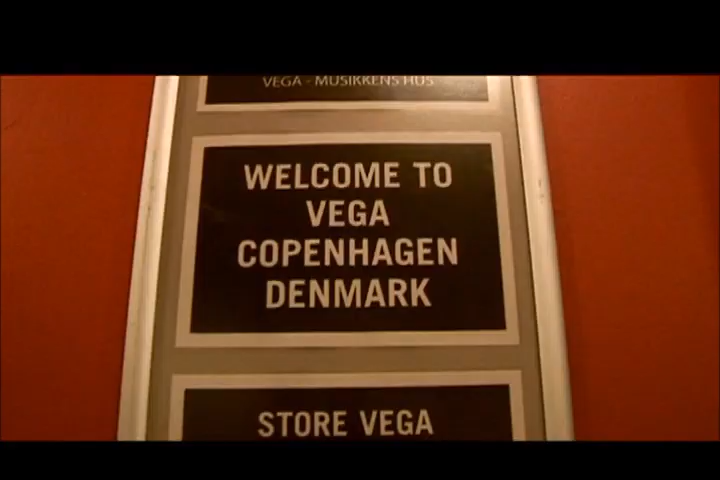 VEGA - MUSIKKENS HUS
WELCOME TO
VEGA
COPENHAGEN
DENMARK
STORE VEGA